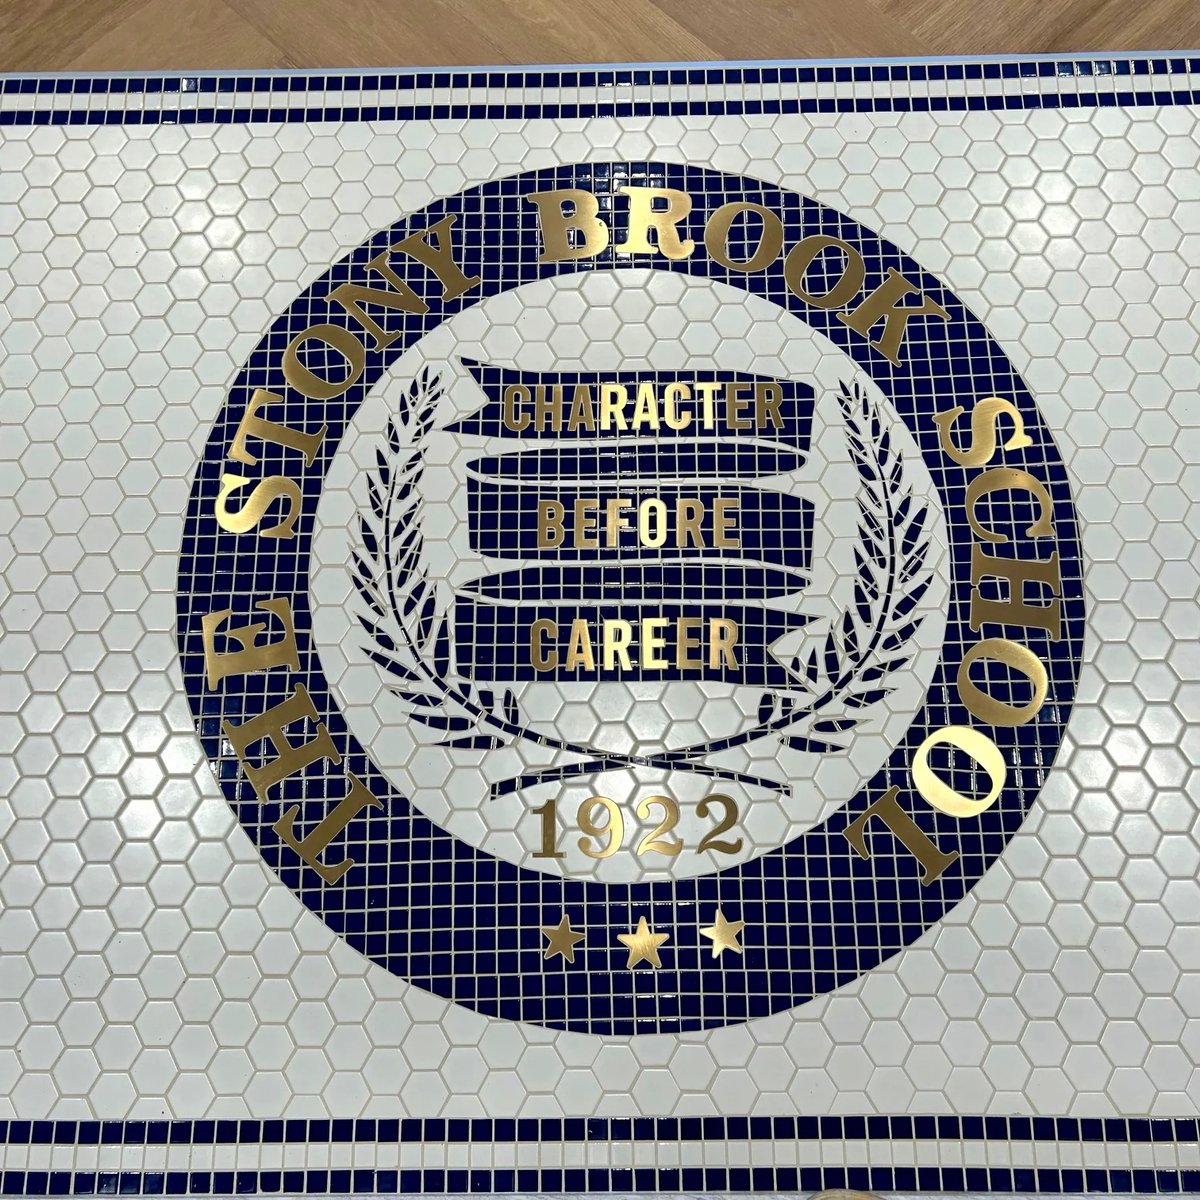 THE STONY BROOK SCHOOL
CHARACTER
BEFORE
CAREER
1922